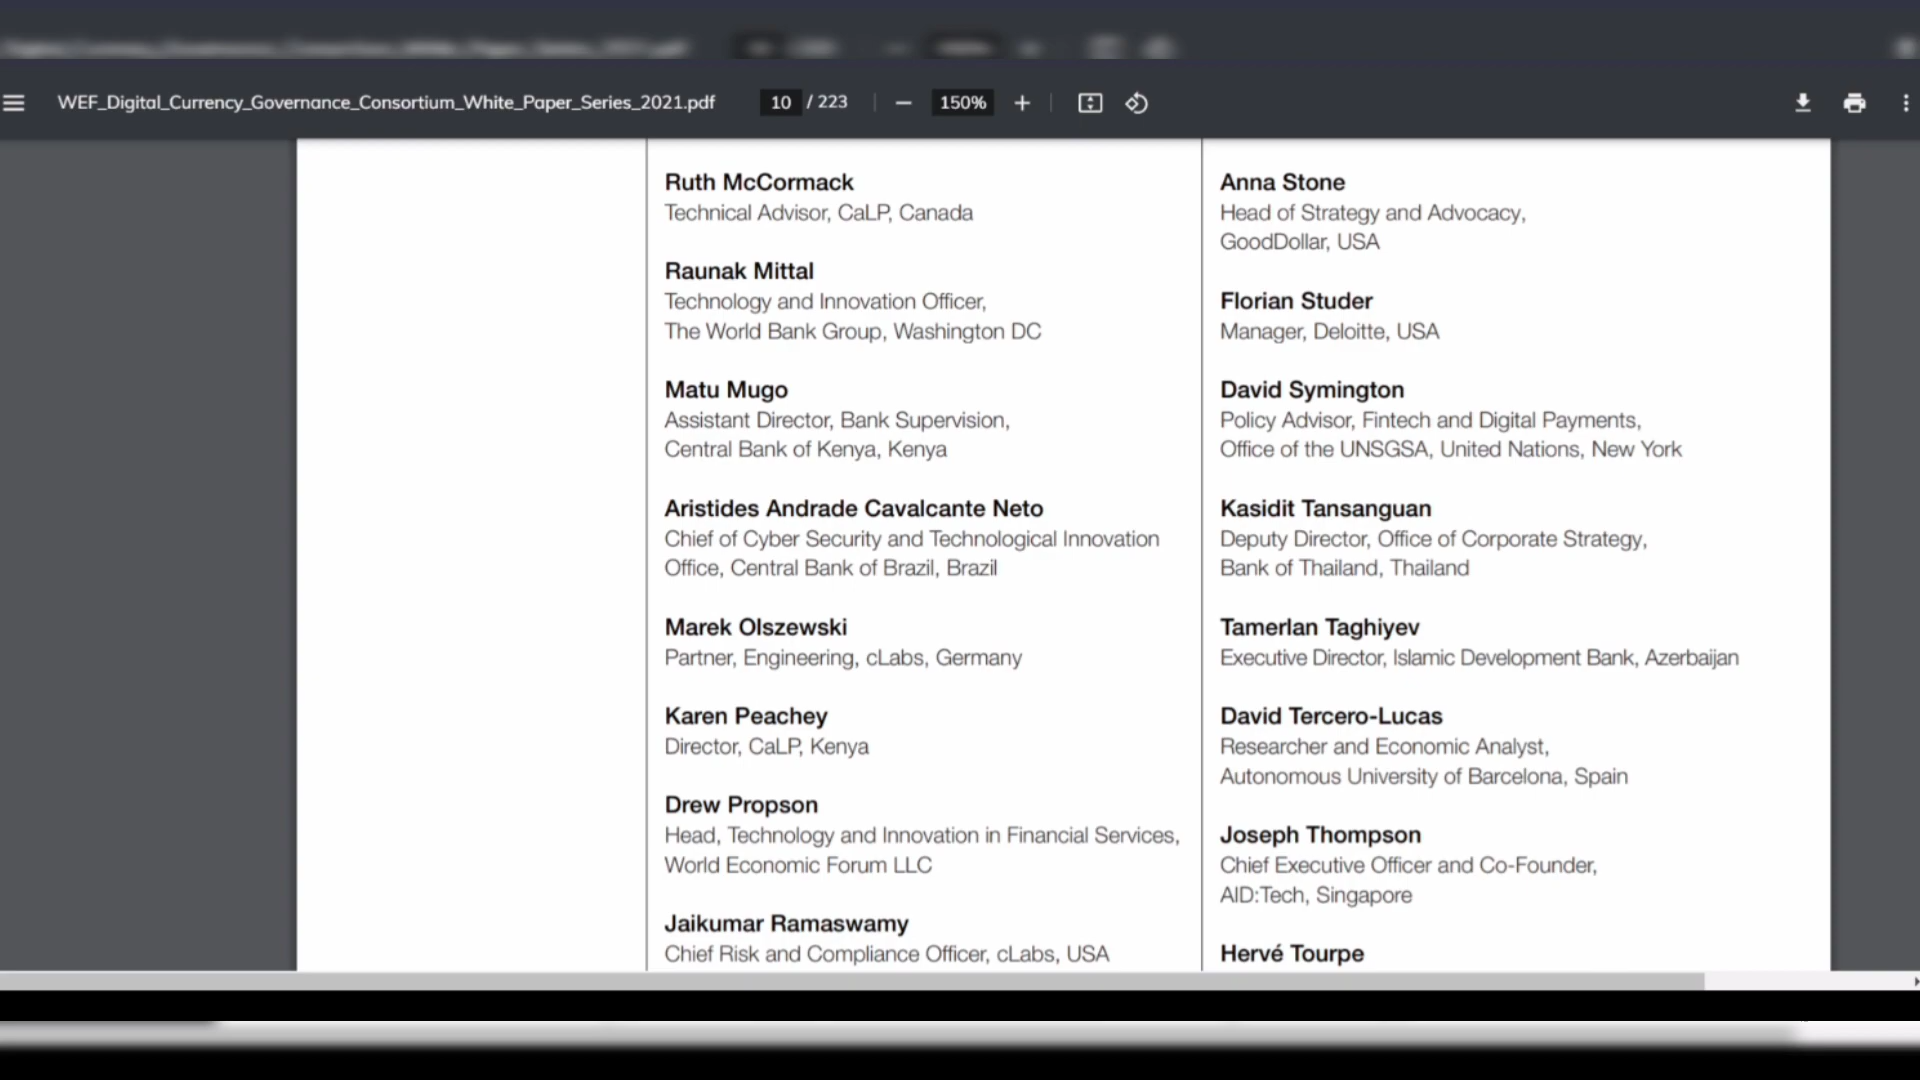 WEF_Digital_Currency_Governance_Consortium_White_Paper_Series_2021.pdf
10 / 223
150%
Ruth McCormack
Technical Advisor, CaLP, Canada
Raunak Mittal
Technology and Innovation Officer,
The World Bank Group, Washington DC
Matu Mugo
Assistant Director, Bank Supervision,
Central Bank of Kenya, Kenya
Aristides Andrade Cavalcante Neto
Chief of Cyber Security and Technological Innovation
Office, Central Bank of Brazil, Brazil
Marek Olszewski
Partner, Engineering, cLabs, Germany
Karen Peachey
Director, CaLP, Kenya
Drew Propson
Head, Technology and Innovation in Financial Services,
World Economic Forum LLC
Jaikumar Ramaswamy
Chief Risk and Compliance Officer, cLabs, USA
Anna Stone
Head of Strategy and Advocacy,
GoodDollar, USA
Florian Studer
Manager, Deloitte, USA
David Symington
Policy Advisor, Fintech and Digital Payments,
Office of the UNSGSA, United Nations, New York
Kasidit Tansanguan
Deputy Director, Office of Corporate Strategy,
Bank of Thailand, Thailand
Tamerlan Taghiyev
Executive Director, Islamic Development Bank, Azerbaijan
David Tercero-Lucas
Researcher and Economic Analyst,
Autonomous University of Barcelona, Spain
Joseph Thompson
Chief Executive Officer and Co-Founder,
AID:Tech, Singapore
Hervé Tourpe